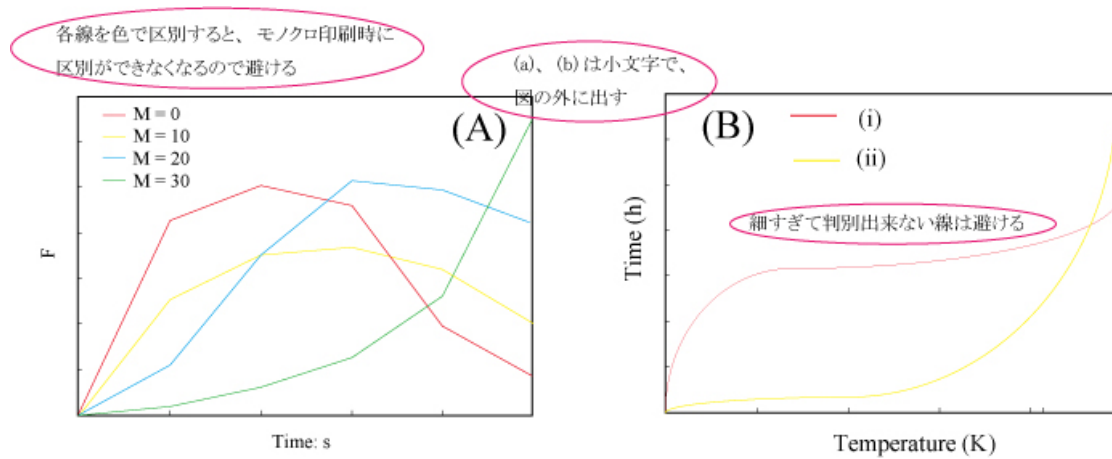 各線を色で区別すると、モノクロ印刷時に
区別ができなくなるので避ける
(a)、(b) は小文字で、
図の外に出す
M = 0
M = 10
M = 20
M = 30
(A)
F
Time: s
(B)
(i)
(ii)
細すぎて判別出来ない線は避ける
Time (h)
Temperature (K)